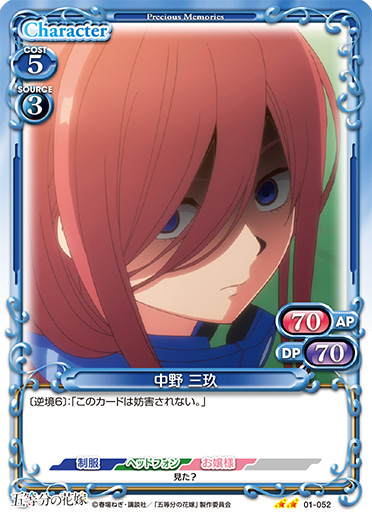 Precious Memories
Character
COST
5
SOURCE
3
70 AP
DP 70
中野 三玖
〔逆境6〕:「このカードは妨害されない。」
制服 ヘッドフォン お嬢様
見た?
五等分の花嫁
©春場ねぎ・講談社/「五等分の花嫁」製作委員会
01-052